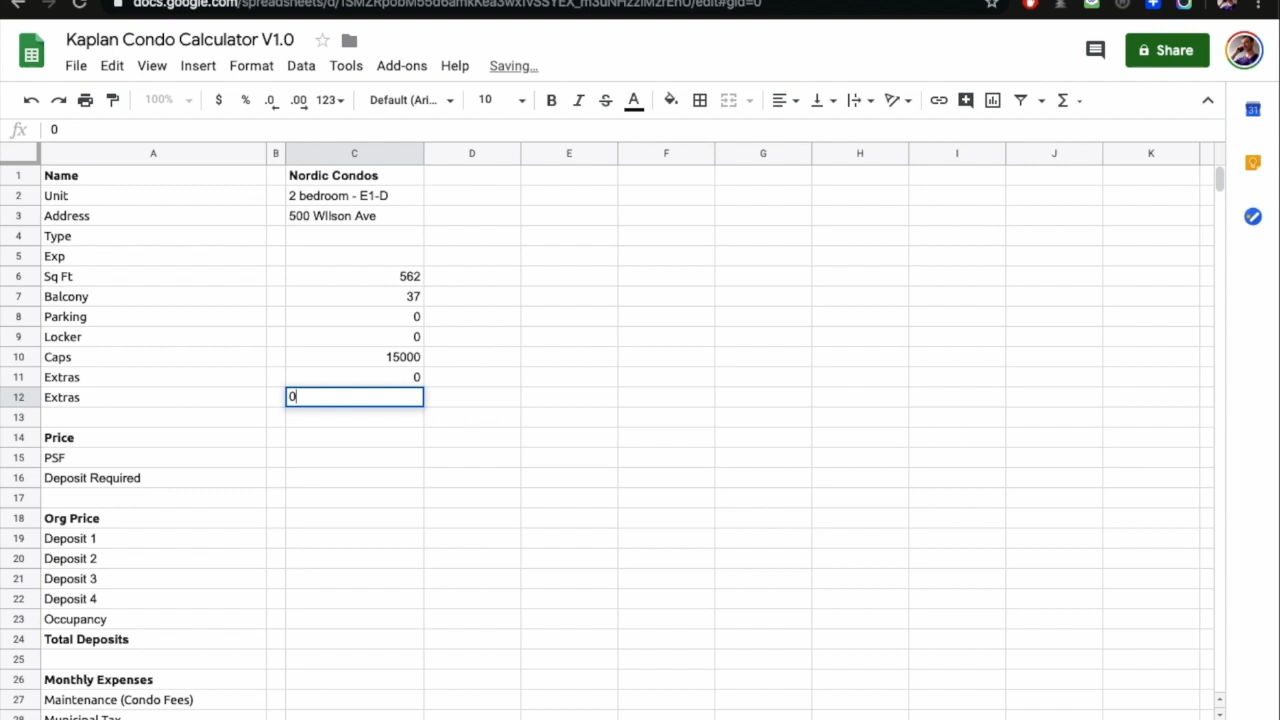 docs.google.com/spreadsheets/d/
Kaplan Condo Calculator V1.0
Share
File Edit View Insert Format Data Tools Add-ons Help Saving...
100% $ % .0 .00 123 Default (Ari... 10 B I S A Σ
31
fx 0
A B C D E F G H I J K
1 Name Nordic Condos
2 Unit 2 bedroom - E1-D
3 Address 500 WIlson Ave
4 Type
5 Exp
6 Sq Ft 562
7 Balcony 37
8 Parking 0
9 Locker 0
10 Caps 15000
11 Extras 0
12 Extras 0
13
14 Price
15 PSF
16 Deposit Required
17
18 Org Price
19 Deposit 1
20 Deposit 2
21 Deposit 3
22 Deposit 4
23 Occupancy
24 Total Deposits
25
26 Monthly Expenses
27 Maintenance (Condo Fees)
28 Municipal Tax